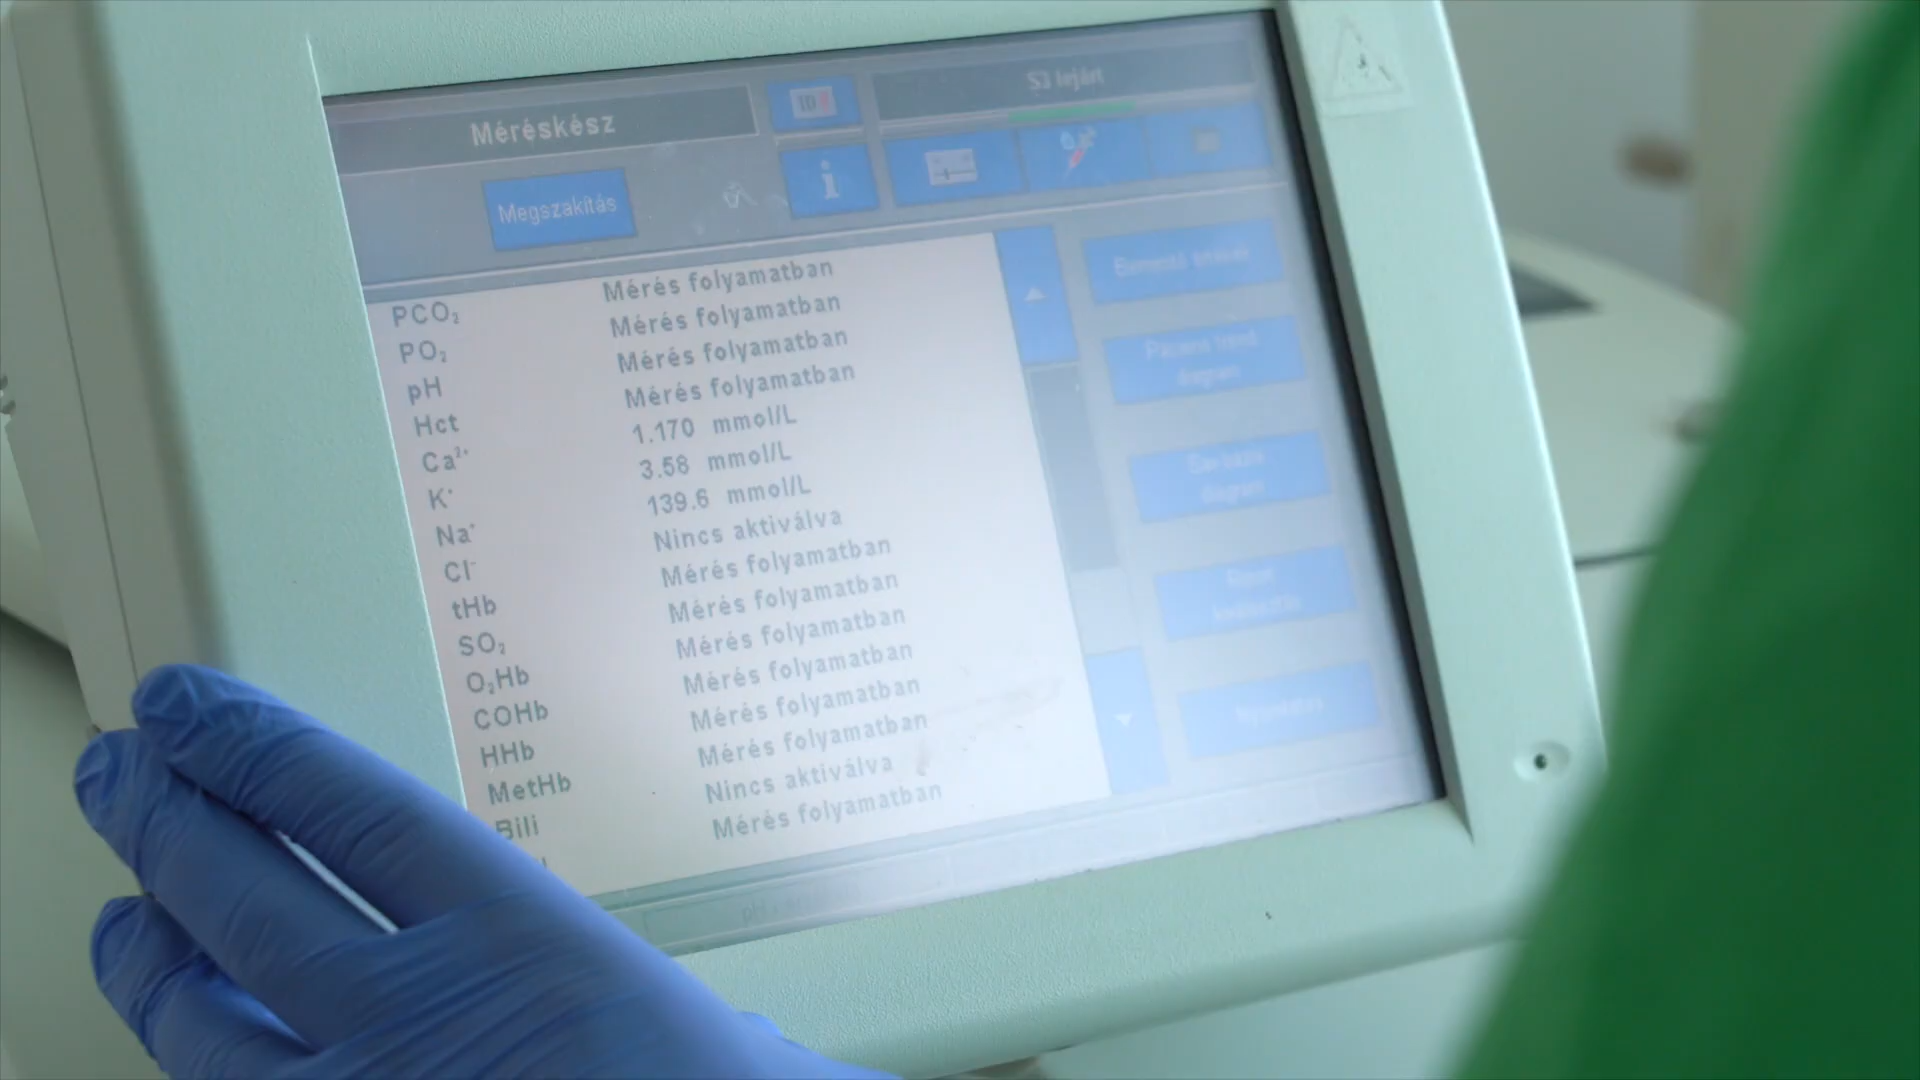 Méréskész
S3 lejárt
Megszakítás
PCO₂ Mérés folyamatban
PO₂ Mérés folyamatban
pH Mérés folyamatban
Hct Mérés folyamatban
Ca²⁺ 1.170 mmol/L
K⁺ 3.58 mmol/L
Na⁺ 139.6 mmol/L
Cl⁻ Nincs aktiválva
tHb Mérés folyamatban
SO₂ Mérés folyamatban
O₂Hb Mérés folyamatban
COHb Mérés folyamatban
HHb Mérés folyamatban
MetHb Mérés folyamatban
Bili Nincs aktiválva
Mérés folyamatban